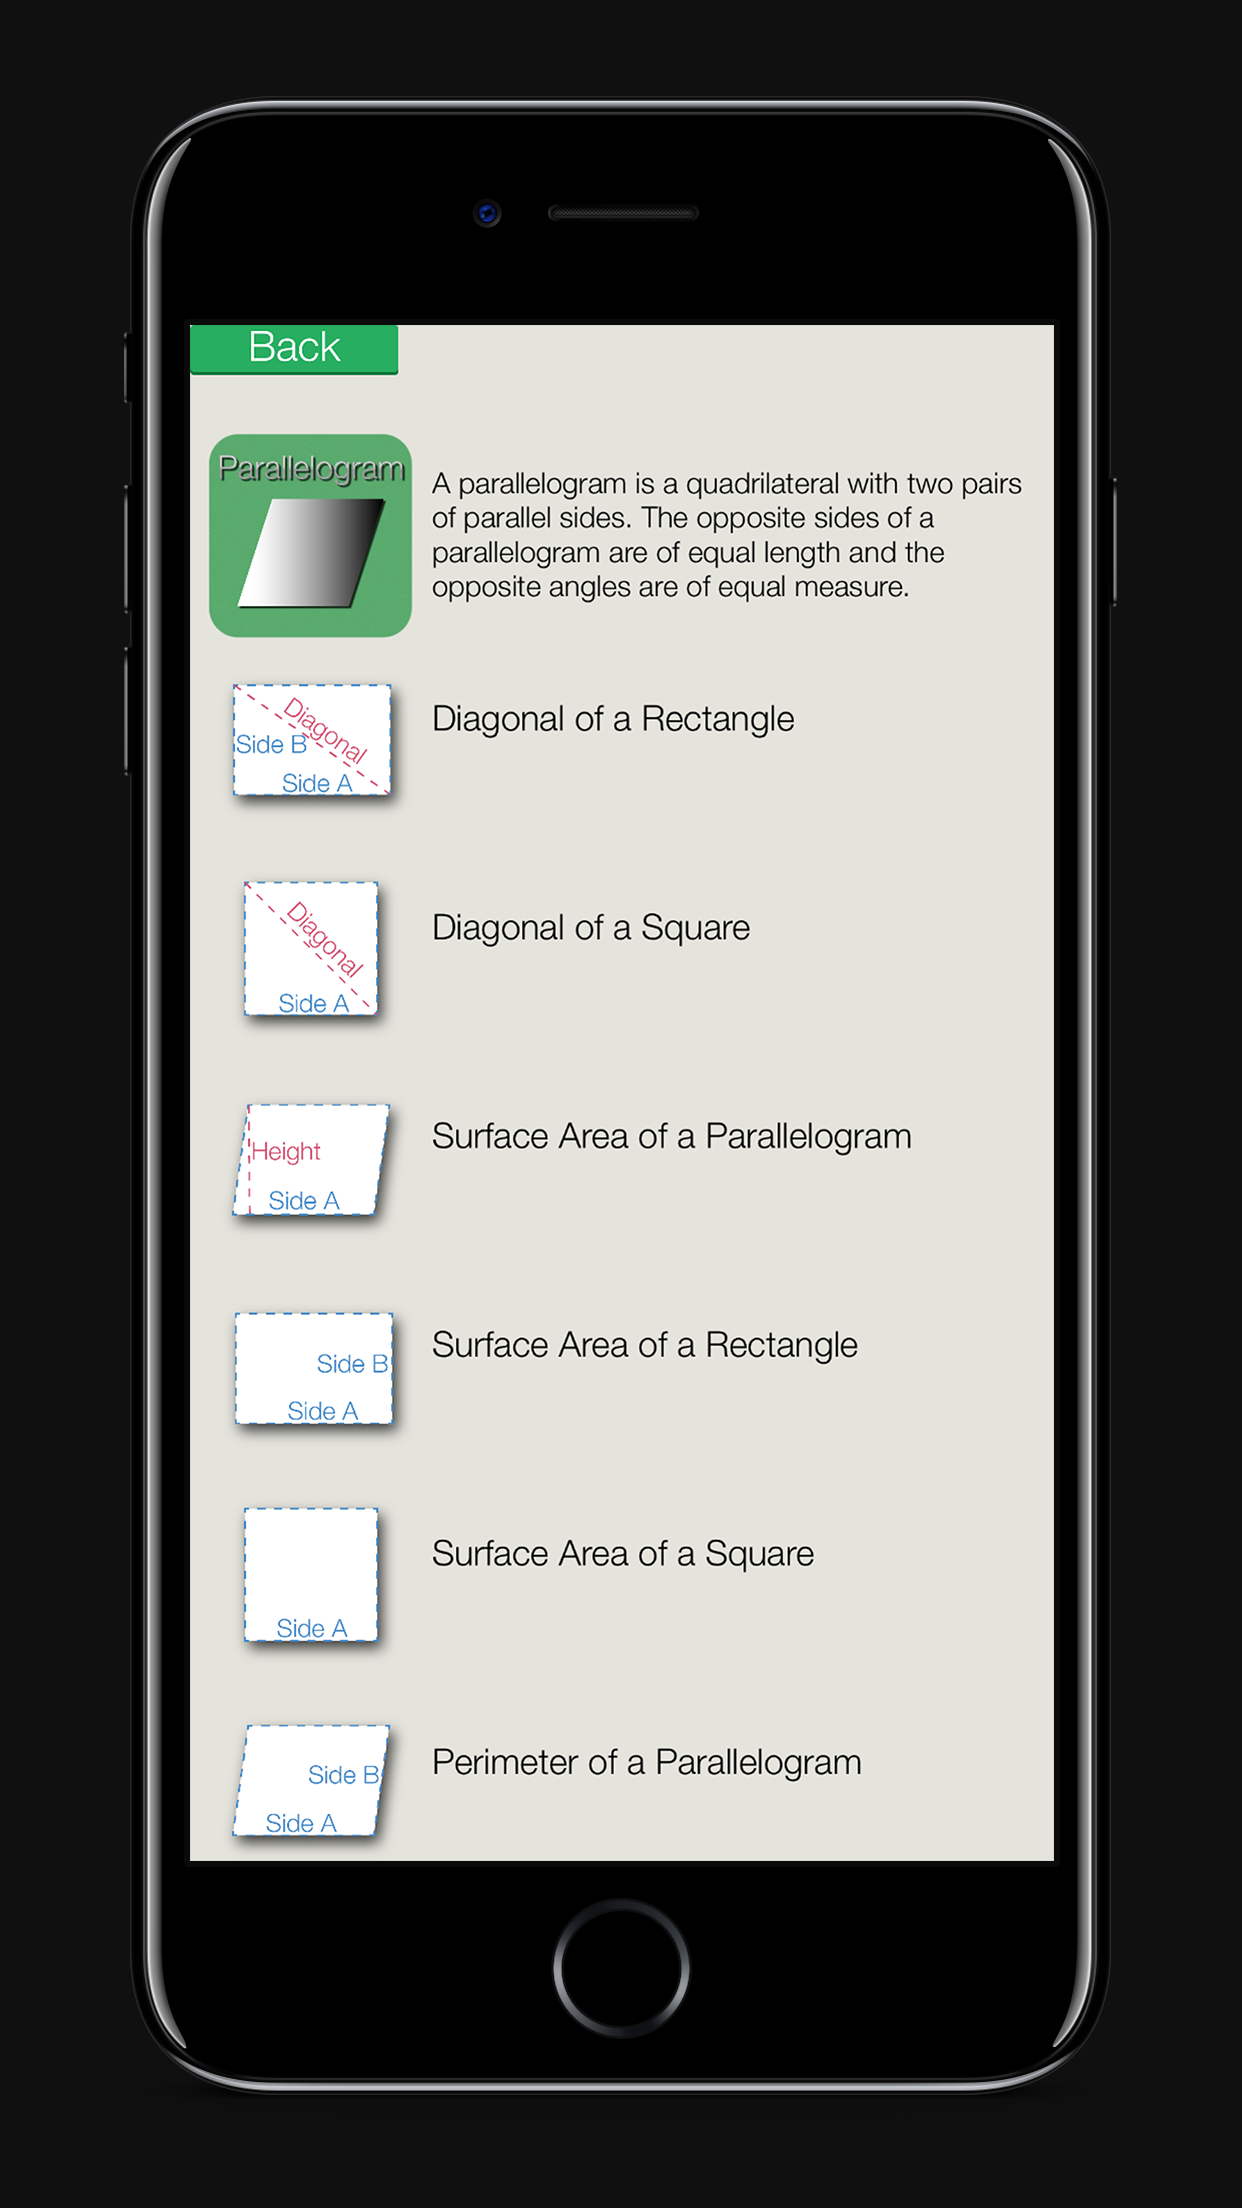 Back
Parallelogram
A parallelogram is a quadrilateral with two pairs
of parallel sides. The opposite sides of a
parallelogram are of equal length and the
opposite angles are of equal measure.
Diagonal
Side B
Side A
Diagonal of a Rectangle
Diagonal
Side A
Diagonal of a Square
Height
Side A
Surface Area of a Parallelogram
Side B
Side A
Surface Area of a Rectangle
Side A
Surface Area of a Square
Side B
Side A
Perimeter of a Parallelogram